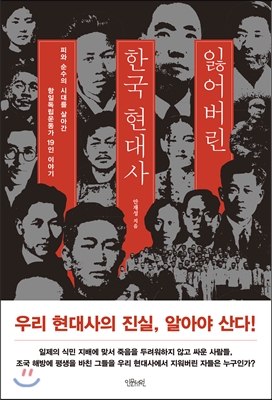 잃어버린
한국 현대사
피와 순수의 시대를 살아간
항일독립운동가 19인 이야기
안재성 지음
우리 현대사의 진실, 알아야 산다!
일제의 식민 지배에 맞서 죽음을 두려워하지 않고 싸운 사람들,
조국 해방에 평생을 바친 그들을 우리 현대사에서 지워버린 자들은 누구인가?
인문서원